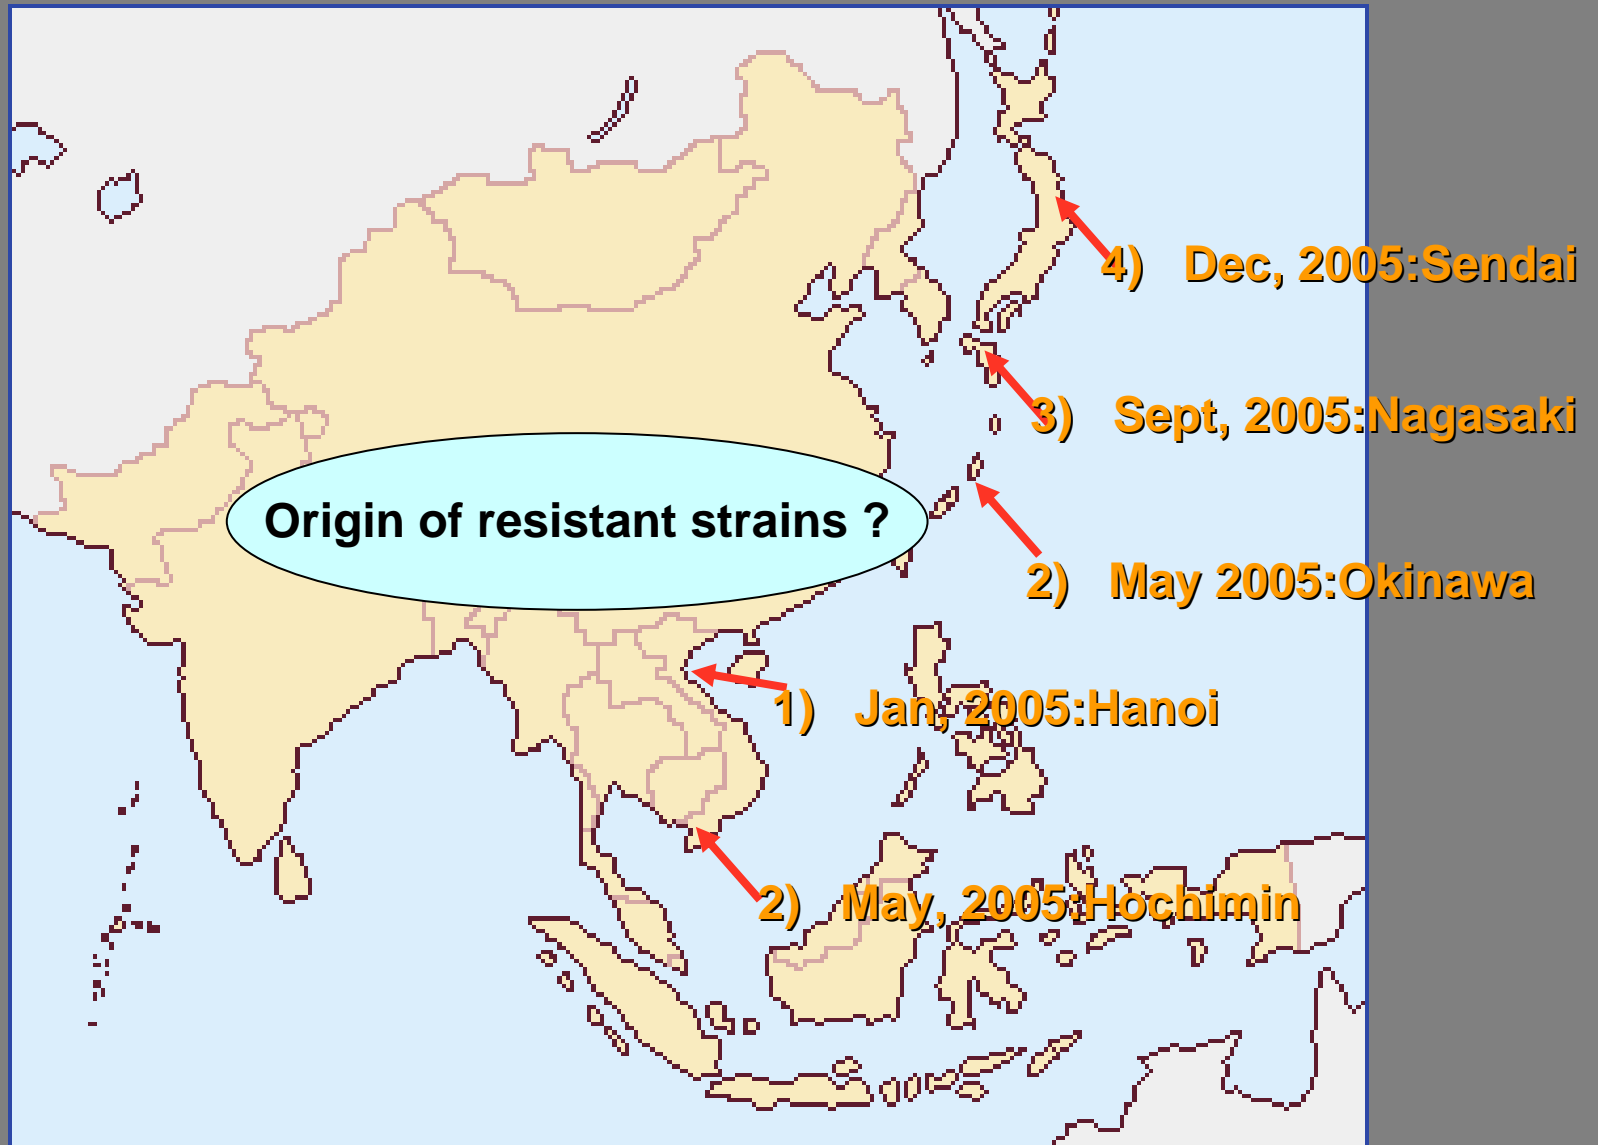 4) Dec, 2005:Sendai
3) Sept, 2005:Nagasaki
Origin of resistant strains ?
2) May 2005:Okinawa
1) Jan, 2005:Hanoi
2) May, 2005:Hochimin